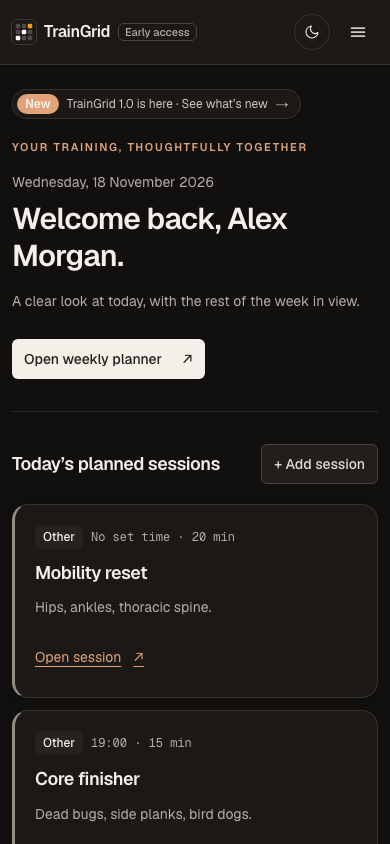 TrainGrid Early access
New TrainGrid 1.0 is here · See what's new →
YOUR TRAINING, THOUGHTFULLY TOGETHER
Wednesday, 18 November 2026
Welcome back, Alex
Morgan.
A clear look at today, with the rest of the week in view.
Open weekly planner ↗
Today’s planned sessions + Add session
Other No set time · 20 min
Mobility reset
Hips, ankles, thoracic spine.
Open session ↗
Other 19:00 · 15 min
Core finisher
Dead bugs, side planks, bird dogs.